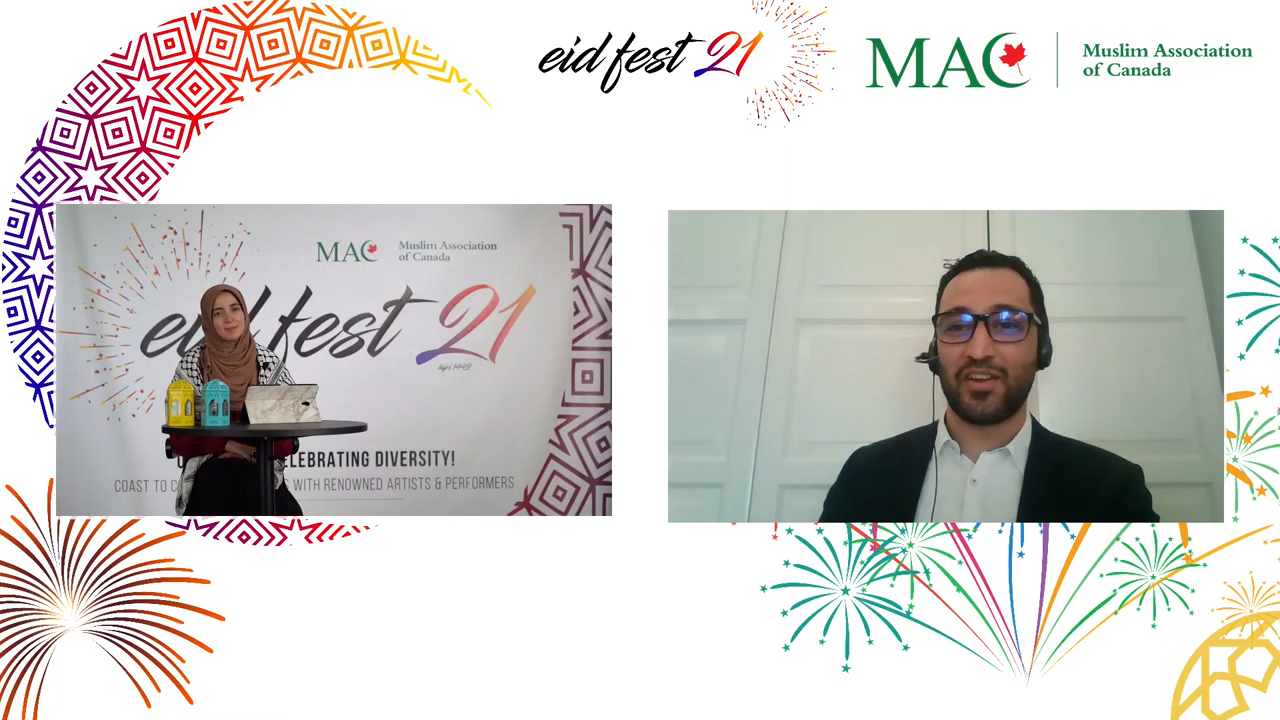 eid fest 21
MAC
Muslim Association
of Canada
MAC
Muslim Association
of Canada
eid fest 21
ELEBRATING DIVERSITY!
COAST TO C S WITH RENOWNED ARTISTS & PERFORMERS